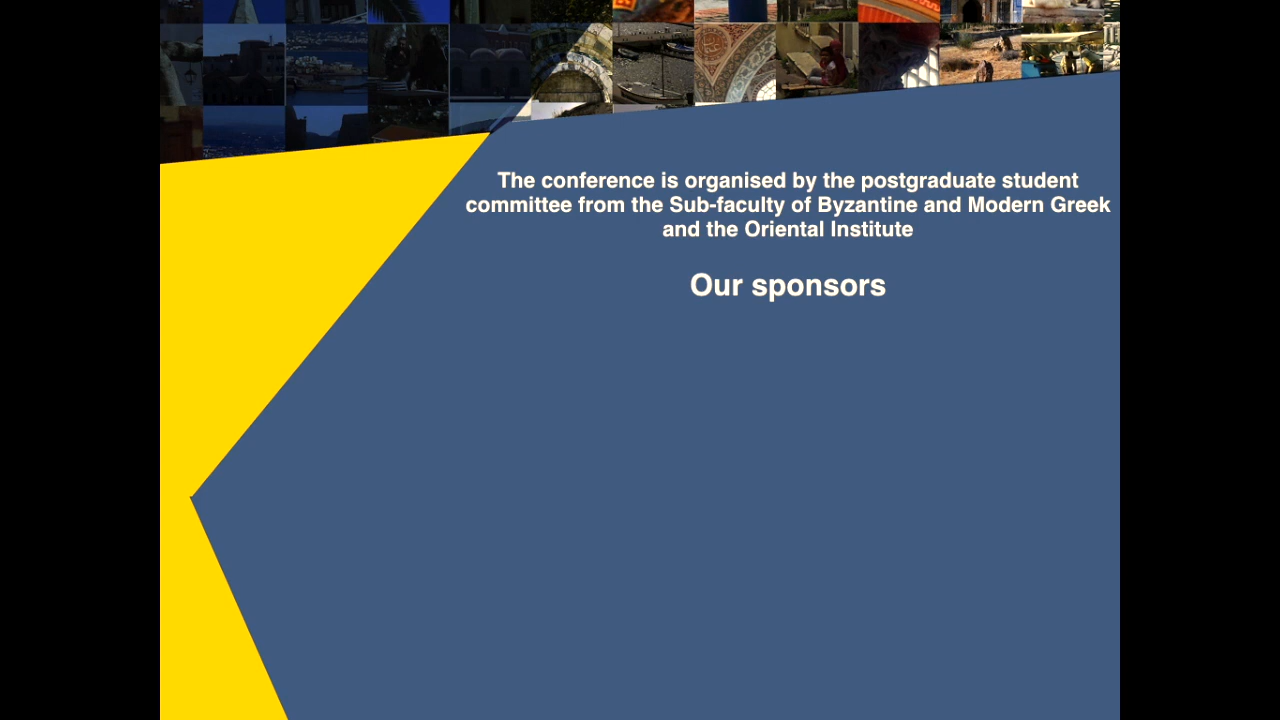 The conference is organised by the postgraduate student
committee from the Sub-faculty of Byzantine and Modern Greek
and the Oriental Institute
Our sponsors